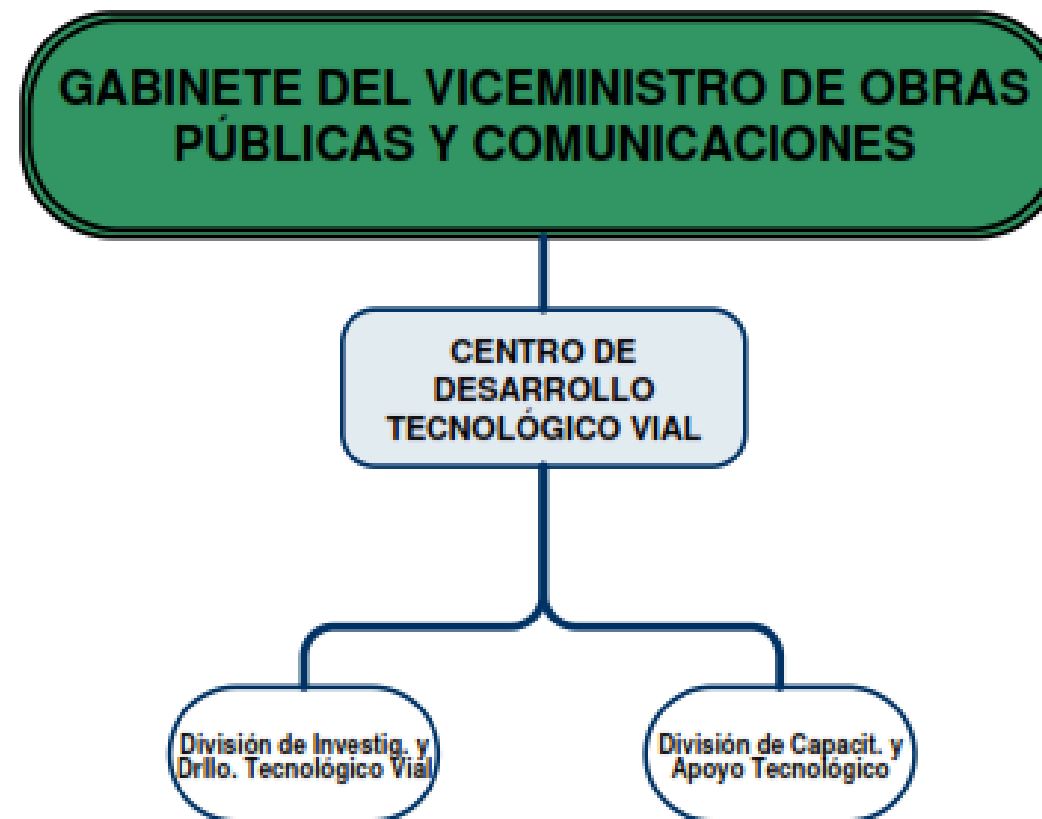 GABINETE DEL VICEMINISTRO DE OBRAS
PÚBLICAS Y COMUNICACIONES
CENTRO DE
DESARROLLO
TECNOLÓGICO VIAL
División de Investig. y
Drllo. Tecnológico Vial
División de Capacit. y
Apoyo Tecnológico